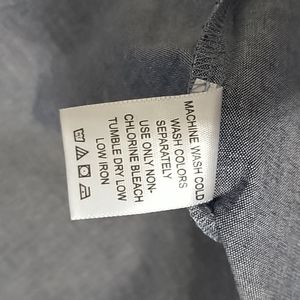 MACHINE WASH COLD
WASH COLORS
SEPARATELY
USE ONLY NON-
CHLORINE BLEACH
TUMBLE DRY LOW
LOW IRON